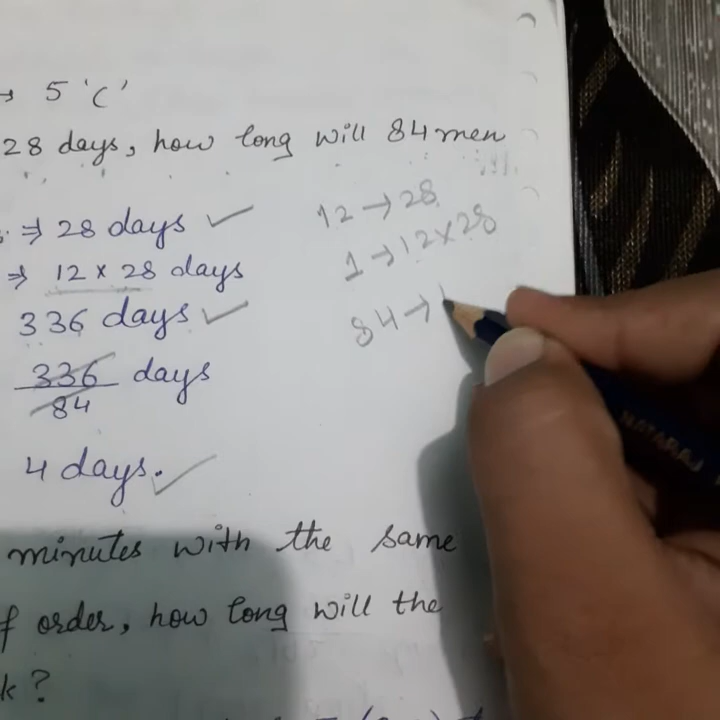 → 5 'C'
28 days, how long will 84 men
⇒ 28 days ✓
12 → 28
⇒ 12 x 28 days
1 → 12 x 28
336 days ✓
84 →
336
84
days
4 days. ✓
minutes with the same
f order, how long will the
k ?
NATARAJ